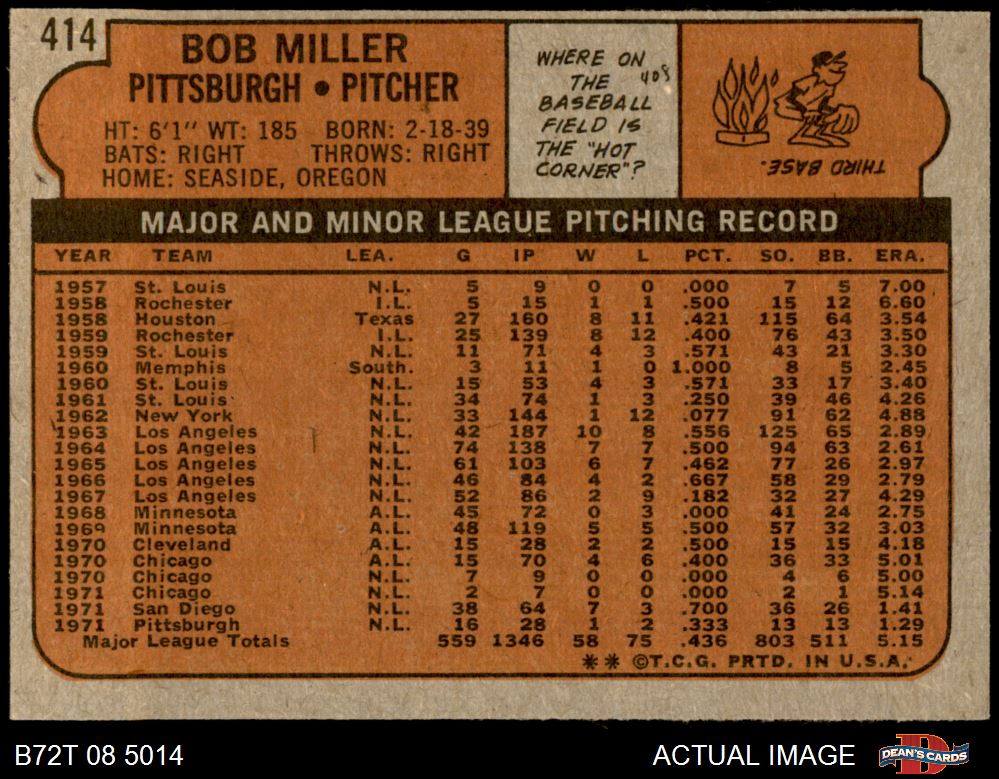 414
BOB MILLER
PITTSBURGH • PITCHER
HT: 6'1" WT: 185 BORN: 2-18-39
BATS: RIGHT THROWS: RIGHT
HOME: SEASIDE, OREGON
WHERE ON
THE 408
BASEBALL
FIELD IS
THE "HOT
CORNER"?
THIRD BASE.
MAJOR AND MINOR LEAGUE PITCHING RECORD
YEAR TEAM LEA. G IP W L PCT. SO. BB. ERA.
1957 St. Louis N.L. 5 9 0 0 .000 7 5 7.00
1958 Rochester I.L. 5 15 1 1 .500 15 12 6.60
1958 Houston Texas 27 160 8 11 .421 115 64 3.54
1959 Rochester I.L. 25 139 8 12 .400 76 43 3.50
1959 St. Louis N.L. 11 71 4 3 .571 43 21 3.30
1960 Memphis South. 3 11 1 0 1.000 8 5 2.45
1960 St. Louis N.L. 15 53 4 3 .571 33 17 3.40
1961 St. Louis N.L. 34 74 1 3 .250 39 46 4.26
1962 New York N.L. 33 144 1 12 .077 91 62 4.88
1963 Los Angeles N.L. 42 187 10 8 .556 125 65 2.89
1964 Los Angeles N.L. 74 138 7 7 .500 94 63 2.61
1965 Los Angeles N.L. 61 103 6 7 .462 77 26 2.97
1966 Los Angeles N.L. 46 84 4 2 .667 58 29 2.79
1967 Los Angeles N.L. 52 86 2 9 .182 32 27 4.29
1968 Minnesota A.L. 45 72 0 3 .000 41 24 2.75
1969 Minnesota A.L. 48 119 5 5 .500 57 32 3.03
1970 Cleveland A.L. 15 28 2 2 .500 15 15 4.18
1970 Chicago A.L. 15 70 4 6 .400 36 33 5.01
1970 Chicago N.L. 7 9 0 0 .000 4 6 5.00
1971 Chicago N.L. 2 7 0 0 .000 2 1 5.14
1971 San Diego N.L. 38 64 7 3 .700 36 26 1.41
1971 Pittsburgh N.L. 16 28 1 2 .333 13 13 1.29
Major League Totals 559 1346 58 75 .436 803 511 5.15
** ©T.C.G. PRTD. IN U.S.A.
B72T 08 5014 ACTUAL IMAGE DEAN'S CARDS